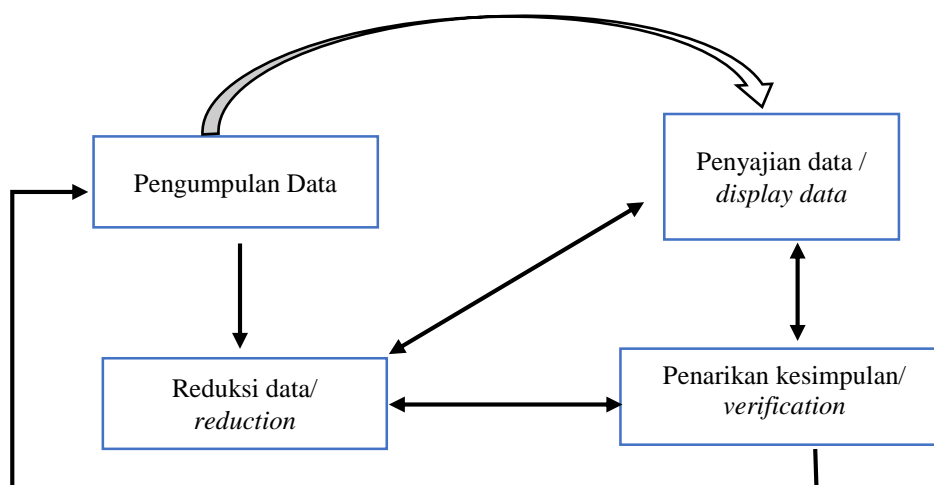 Pengumpulan Data
Penyajian data /
display data
Reduksi data/
reduction
Penarikan kesimpulan/
verification